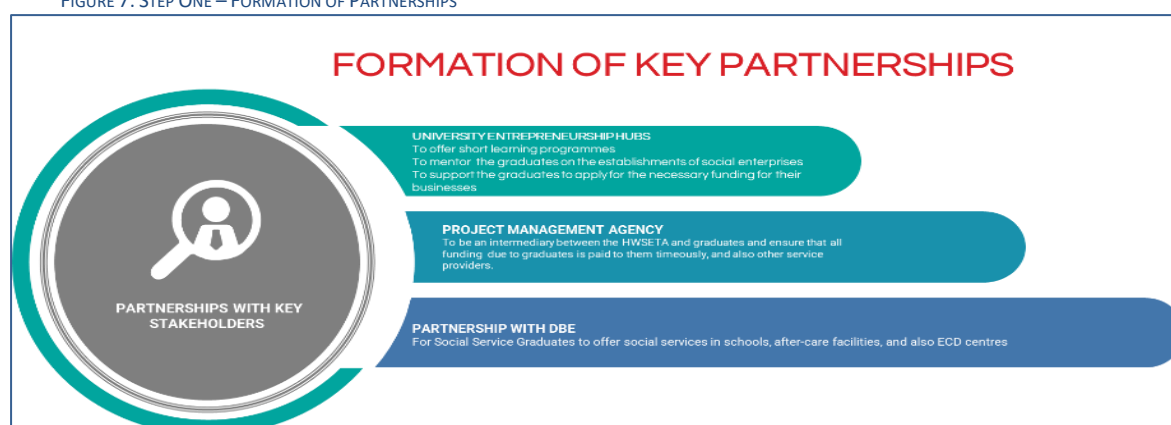 FIGURE 7: STEP ONE – FORMATION OF PARTNERSHIPS
FORMATION OF KEY PARTNERSHIPS
UNIVERSITY ENTREPRENEURSHIP HUBS
To offer short learning programmes
To mentor the graduates on the establishments of social enterprises
To support the graduates to apply for the necessary funding for their
businesses
PROJECT MANAGEMENT AGENCY
To be an intermediary between the HWSETA and graduates and ensure that all
funding due to graduates is paid to them timeously, and also other service
providers.
PARTNERSHIPS WITH KEY
STAKEHOLDERS
PARTNERSHIP WITH DBE
For Social Service Graduates to offer social services in schools, after-care facilities, and also ECD centres